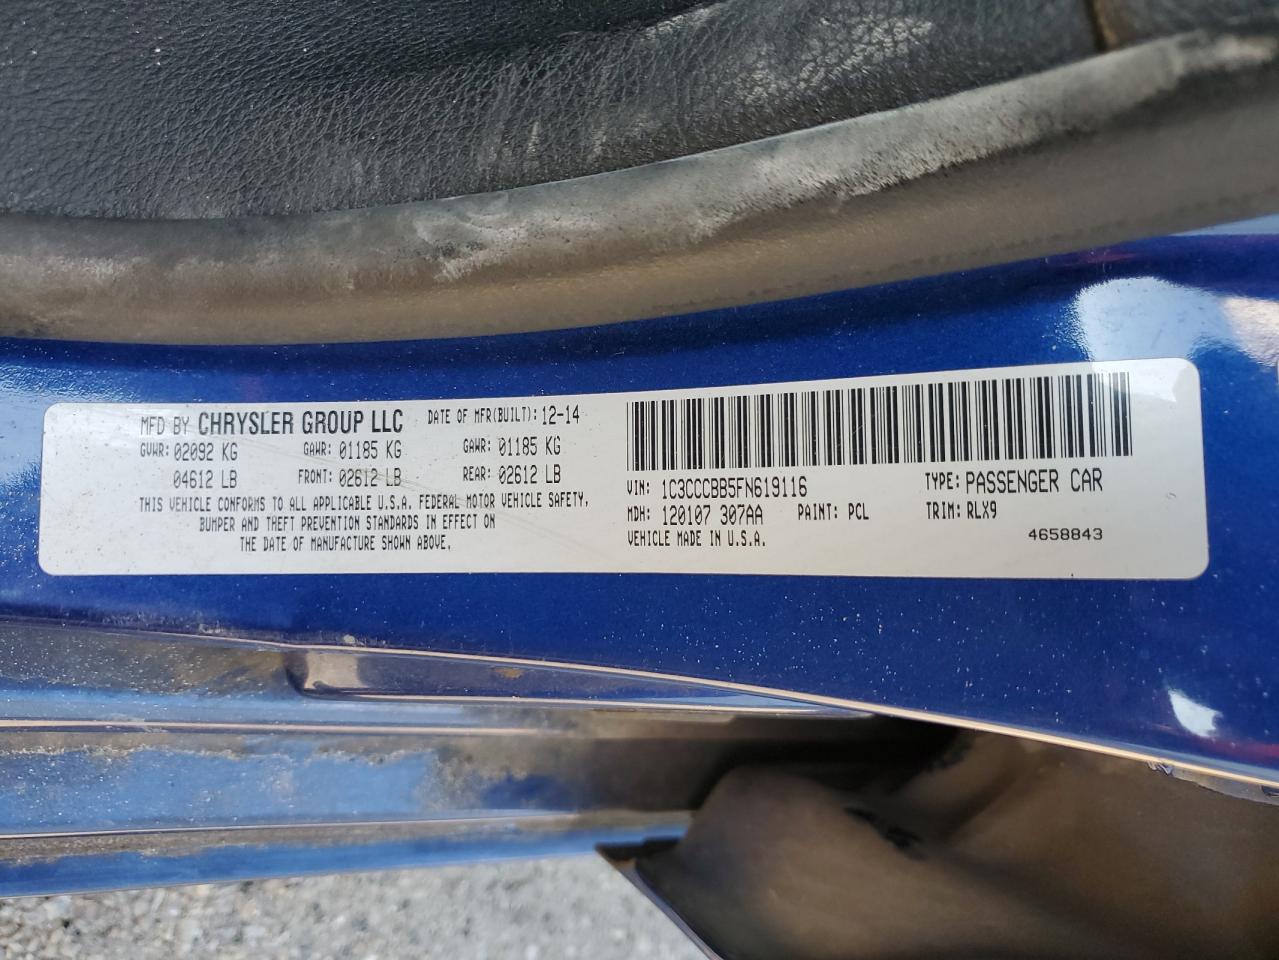 MFD BY CHRYSLER GROUP LLC DATE OF MFR(BUILT): 12-14
GVWR: 02092 KG GAWR: 01185 KG GAWR: 01185 KG
04612 LB FRONT: 02612 LB REAR: 02612 LB
THIS VEHICLE CONFORMS TO ALL APPLICABLE U.S.A. FEDERAL MOTOR VEHICLE SAFETY,
BUMPER AND THEFT PREVENTION STANDARDS IN EFFECT ON
THE DATE OF MANUFACTURE SHOWN ABOVE.
VIN: 1C3CCCBB5FN619116 TYPE: PASSENGER CAR
MDH: 120107 307AA PAINT: PCL TRIM: RLX9
VEHICLE MADE IN U.S.A. 4658843